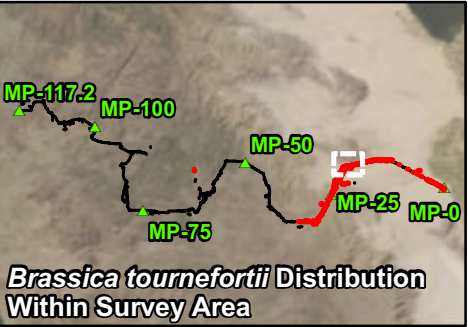 MP-117.2
MP-100
MP-50
MP-25
MP-0
MP-75
Brassica tournefortii Distribution
Within Survey Area